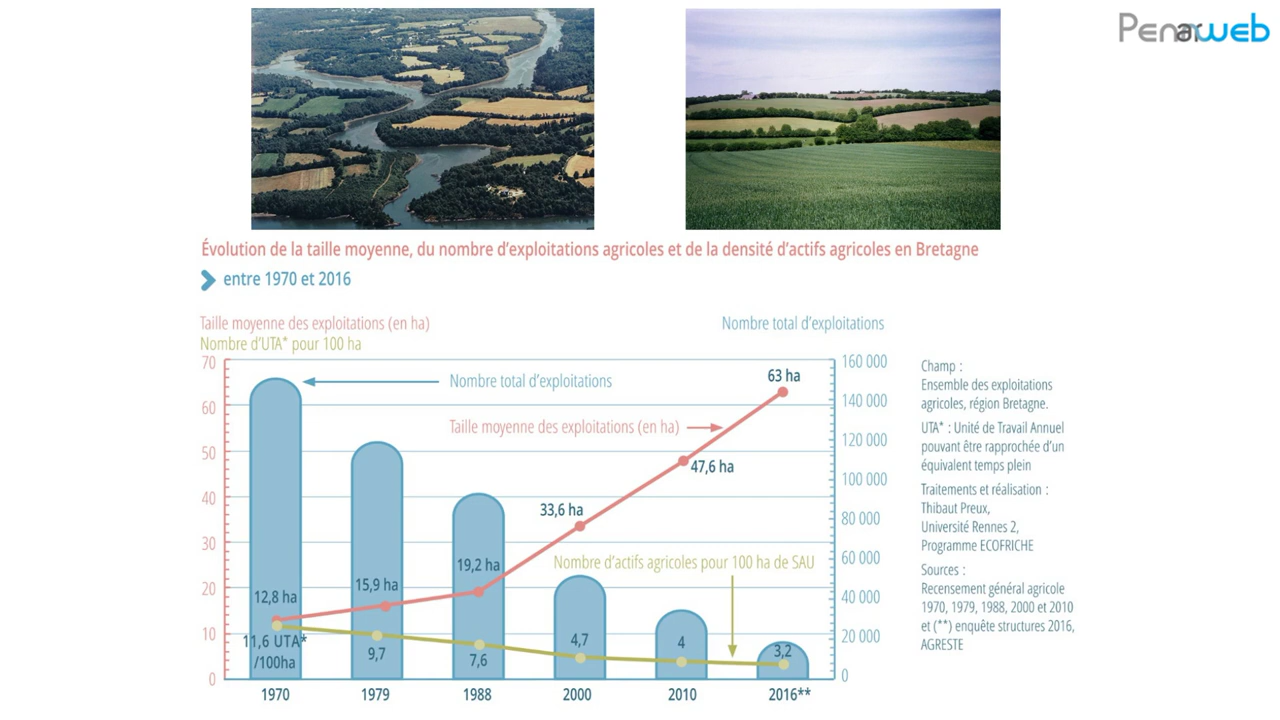 Penarweb
Évolution de la taille moyenne, du nombre d'exploitations agricoles et de la densité d'actifs agricoles en Bretagne
entre 1970 et 2016
Taille moyenne des exploitations (en ha)
Nombre d'UTA* pour 100 ha
Nombre total d'exploitations
70
60
50
40
30
20
10
0
160 000
140 000
120 000
100 000
80 000
60 000
40 000
20 000
0
Nombre total d'exploitations
Taille moyenne des exploitations (en ha)
Nombre d'actifs agricoles pour 100 ha de SAU
12,8 ha
15,9 ha
19,2 ha
33,6 ha
47,6 ha
63 ha
11,6 UTA*
/100ha
9,7
7,6
4,7
4
3,2
1970
1979
1988
2000
2010
2016**
Champ :
Ensemble des exploitations
agricoles, région Bretagne.
UTA* : Unité de Travail Annuel
pouvant être rapprochée d'un
équivalent temps plein
Traitements et réalisation :
Thibaut Preux,
Université Rennes 2,
Programme ECOFRICHE
Sources :
Recensement général agricole
1970, 1979, 1988, 2000 et 2010
et (**) enquête structures 2016,
AGRESTE